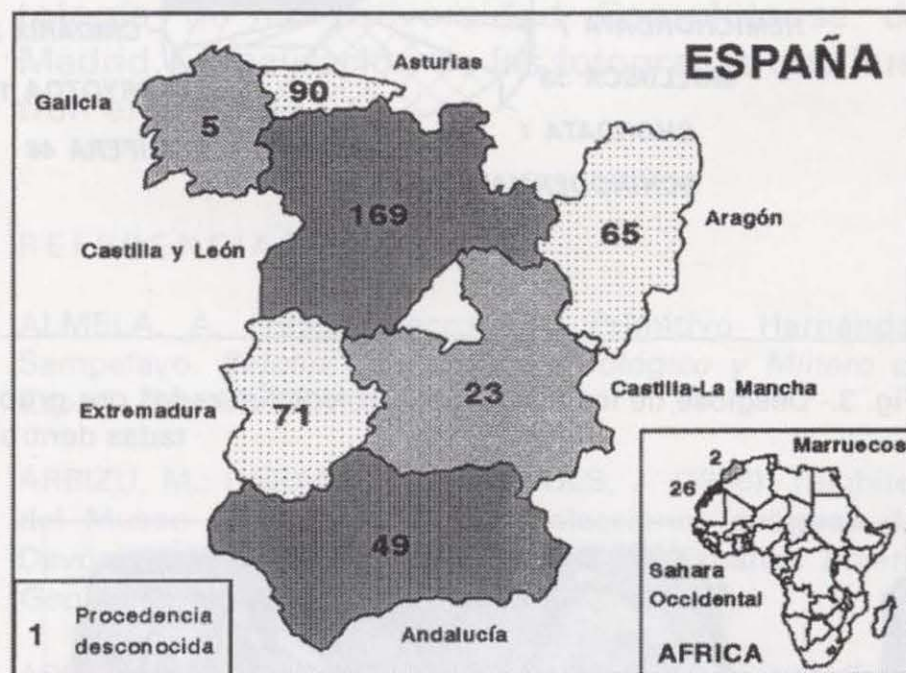 ESPAÑA
Asturias
Galicia
90
5
169
65
Aragón
Castilla y León
23
Castilla-La Mancha
Extremadura
71
49
Andalucía
1 Procedencia
desconocida
Marruecos
2
26
Sahara
Occidental
AFRICA